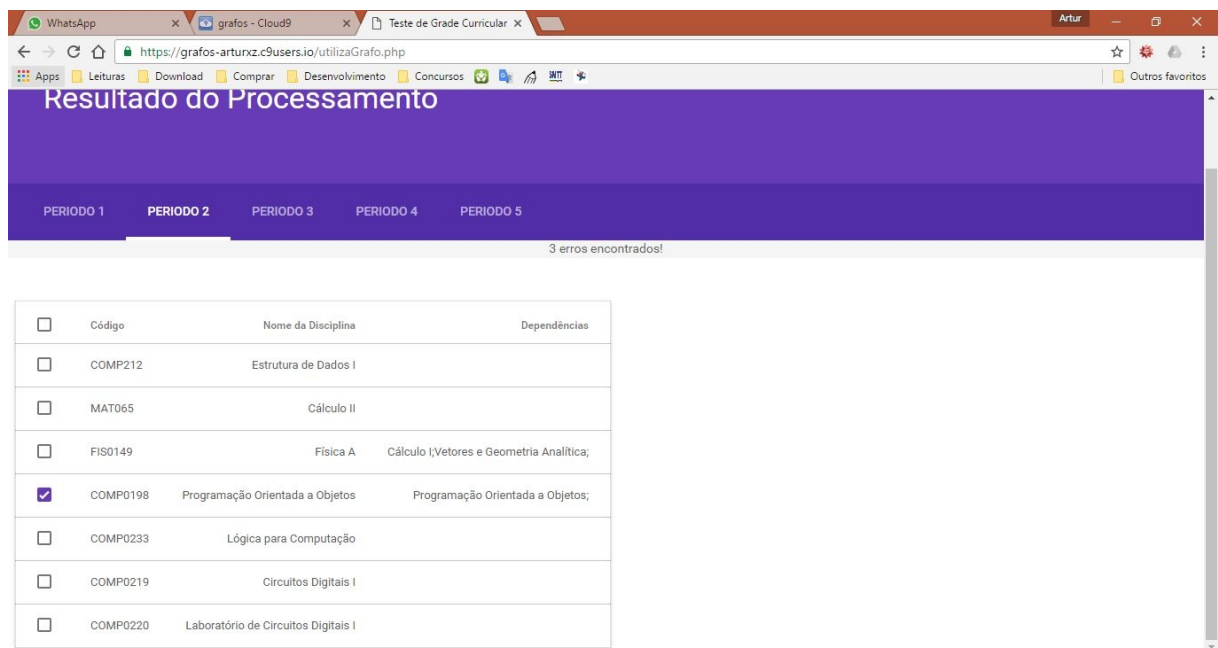 WhatsApp
grafos - Cloud9
Teste de Grade Curricular
Artur
https://grafos-arturxz.c9users.io/utilizaGrafo.php
Apps Leituras Download Comprar Desenvolvimento Concursos Outros favoritos
Resultado do Processamento
PERIODO 1 PERIODO 2 PERIODO 3 PERIODO 4 PERIODO 5
3 erros encontrados!
Código Nome da Disciplina Dependências
COMP212 Estrutura de Dados I
MAT065 Cálculo II
FIS0149 Física A Cálculo I;Vetores e Geometria Analítica;
COMP0198 Programação Orientada a Objetos Programação Orientada a Objetos;
COMP0233 Lógica para Computação
COMP0219 Circuitos Digitais I
COMP0220 Laboratório de Circuitos Digitais I